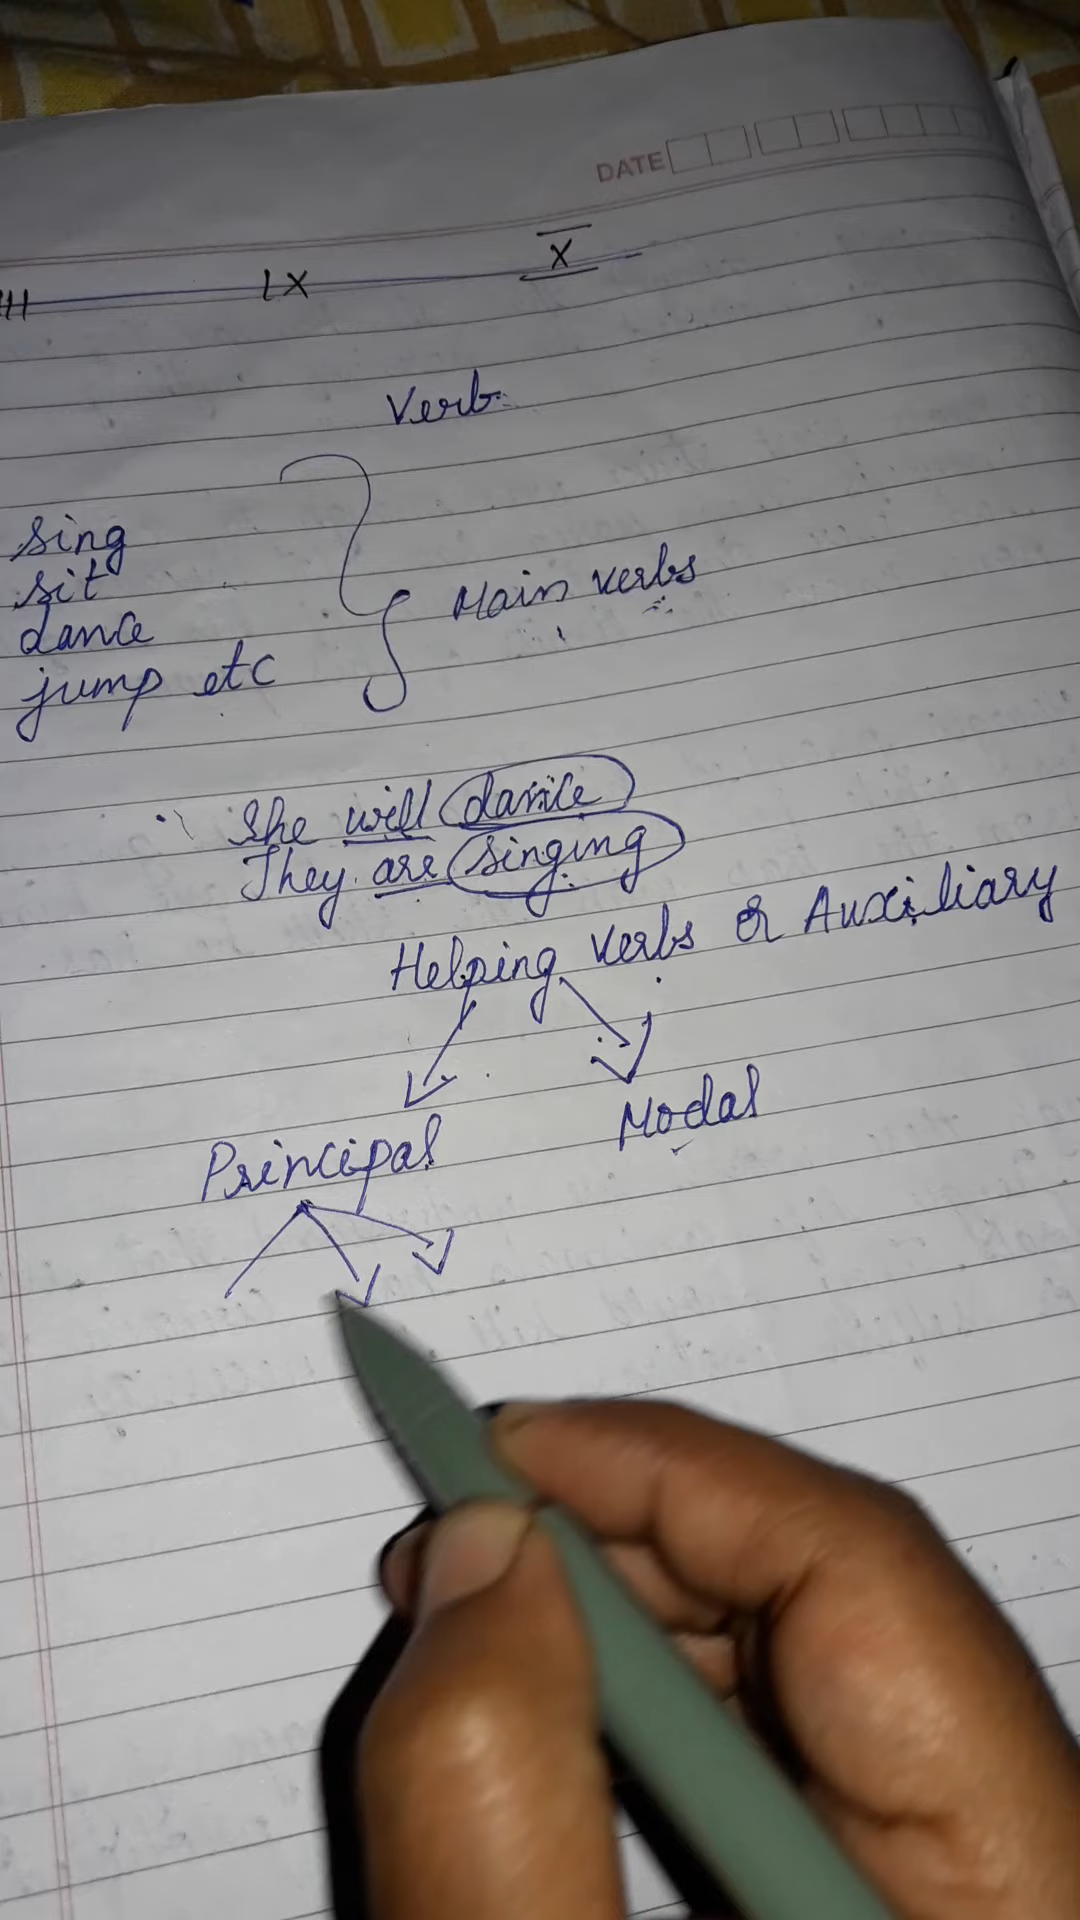 DATE
III IX X
Verb
sing
sit
dance
jump etc
Main verbs
She will dance
They are singing
Helping verbs or Auxiliary
Principal
Modal